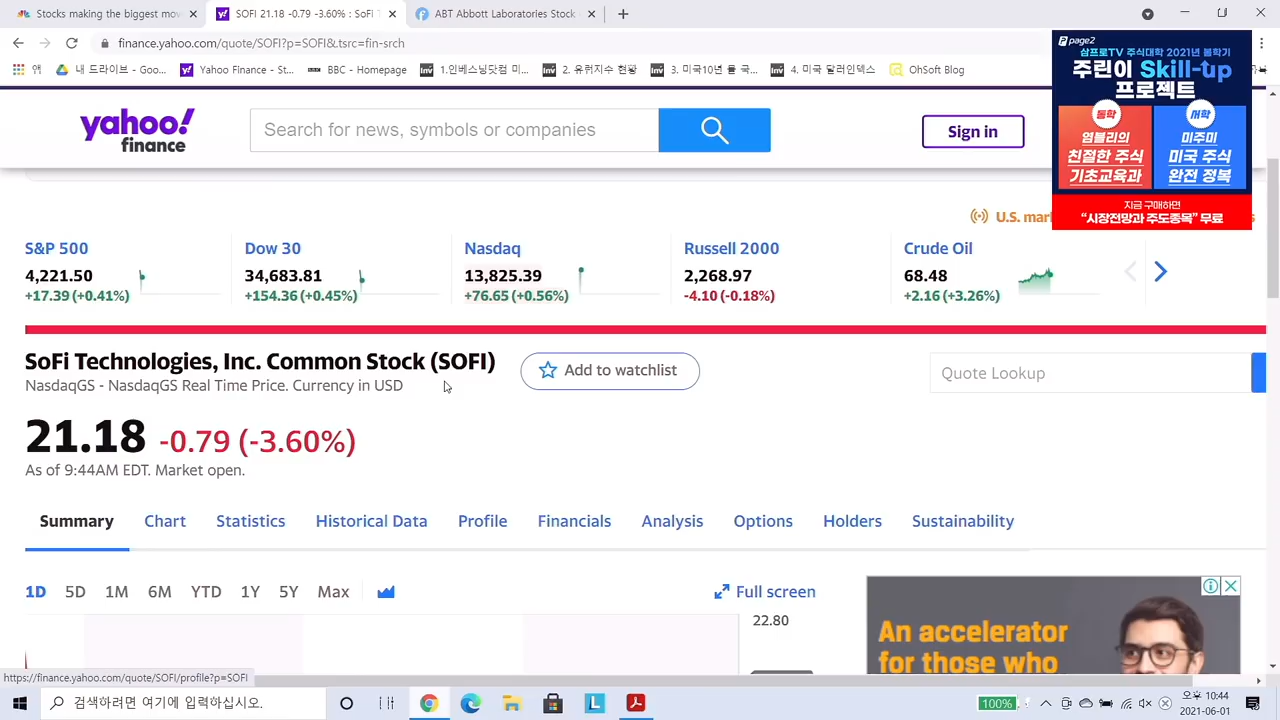 Stocks making the biggest mov
SOFI 21.18 -0.79 -3.60% : SoFi T
ABT Abbott Laboratories Stock
finance.yahoo.com/quote/SOFI?p=SOFI&.tsrc=fin-srch
앱
내 드라이브 - Goo...
Yahoo Finance - St...
BBC - Homepage
1.인베스팅닷컴 미...
2. 유럽지수 현황
3. 미국10년 물 국...
4. 미국 달러인덱스
OhSoft Blog
page2
삼프로TV 주식대학 2021년 봄학기
주린이 Skill-up
프로젝트
동학
염블리의
친절한 주식
기초교육과
서학
미주미
미국 주식
완전 정복
지금 구매하면
"시장전망과 주도종목" 무료
yahoo!
finance
Search for news, symbols or companies
Sign in
U.S. mar
S&P 500
4,221.50
+17.39 (+0.41%)
Dow 30
34,683.81
+154.36 (+0.45%)
Nasdaq
13,825.39
+76.65 (+0.56%)
Russell 2000
2,268.97
-4.10 (-0.18%)
Crude Oil
68.48
+2.16 (+3.26%)
SoFi Technologies, Inc. Common Stock (SOFI)
NasdaqGS - NasdaqGS Real Time Price. Currency in USD
Add to watchlist
Quote Lookup
21.18 -0.79 (-3.60%)
As of 9:44AM EDT. Market open.
Summary
Chart
Statistics
Historical Data
Profile
Financials
Analysis
Options
Holders
Sustainability
1D
5D
1M
6M
YTD
1Y
5Y
Max
Full screen
22.80
An accelerator
for those who
https://finance.yahoo.com/quote/SOFI/profile?p=SOFI
검색하려면 여기에 입력하십시오.
100%
오후 10:44
2021-06-01